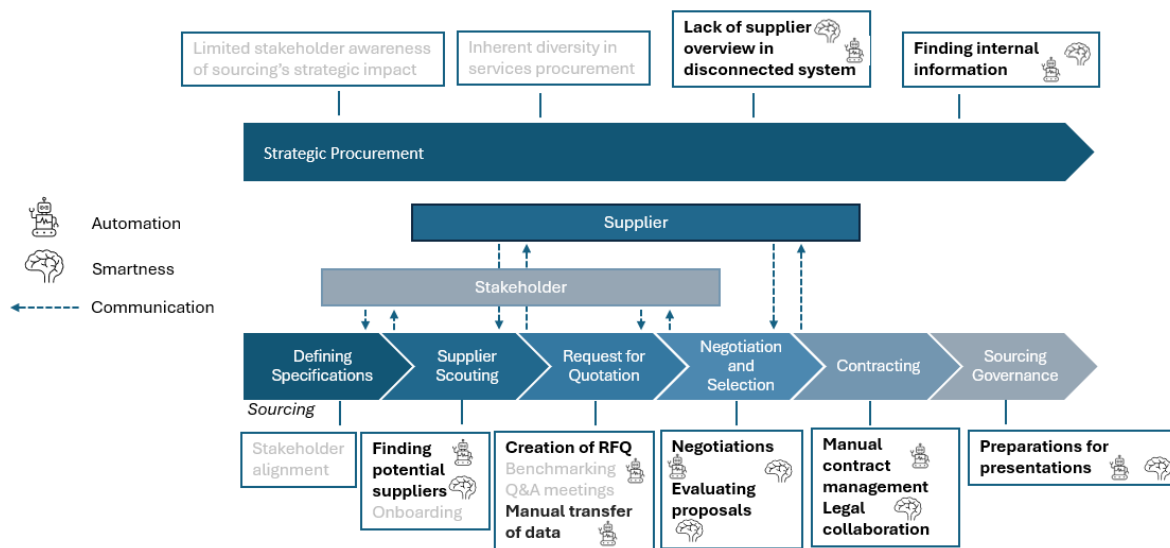 Limited stakeholder awareness
of sourcing's strategic impact
Inherent diversity in
services procurement
Lack of supplier
overview in
disconnected system
Finding internal
information
Strategic Procurement
Automation
Smartness
Communication
Supplier
Stakeholder
Defining
Specifications
Supplier
Scouting
Request for
Quotation
Negotiation
and
Selection
Contracting
Sourcing
Governance
Sourcing
Stakeholder
alignment
Finding
potential
suppliers
Onboarding
Creation of RFQ
Benchmarking
Q&A meetings
Manual transfer
of data
Negotiations
Evaluating
proposals
Manual
contract
management
Legal
collaboration
Preparations for
presentations